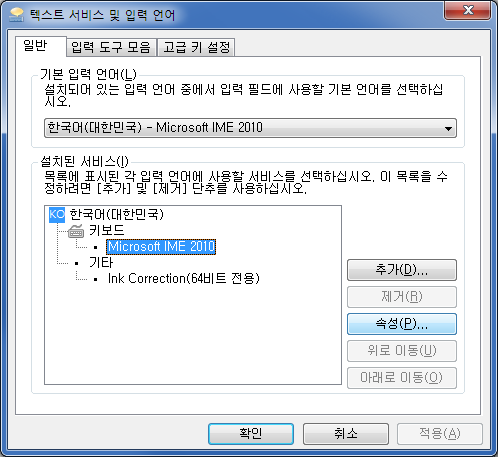 텍스트 서비스 및 입력 언어
일반 입력 도구 모음 고급 키 설정
기본 입력 언어(L)
설치되어 있는 입력 언어 중에서 입력 필드에 사용할 기본 언어를 선택하십
시오.
한국어(대한민국) - Microsoft IME 2010
설치된 서비스(I)
목록에 표시된 각 입력 언어에 사용할 서비스를 선택하십시오. 이 목록을 수
정하려면 [추가] 및 [제거] 단추를 사용하십시오.
KO 한국어(대한민국)
키보드
Microsoft IME 2010
기타
Ink Correction(64비트 전용)
추가(D)...
제거(R)
속성(P)...
위로 이동(U)
아래로 이동(O)
확인 취소 적용(A)